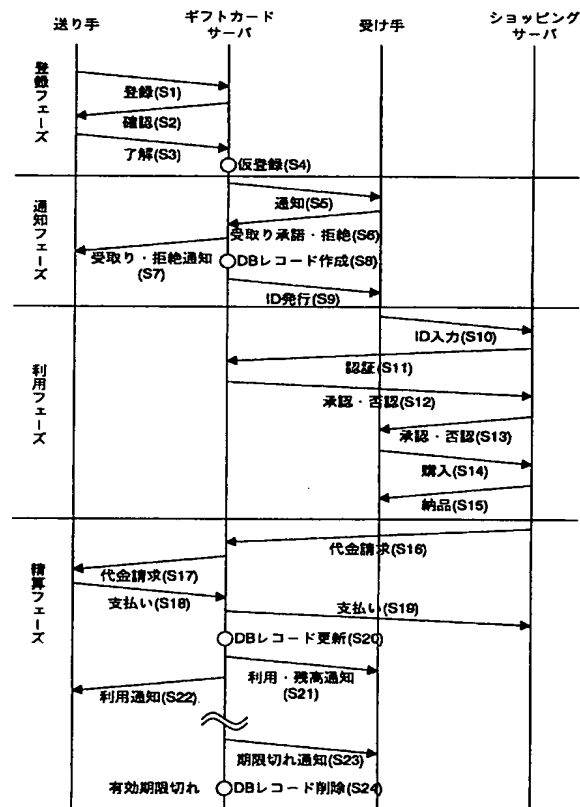 送り手
ギフトカード
サーバ
受け手
ショッピング
サーバ
登録フェーズ
登録(S1)
確認(S2)
了解(S3)
仮登録(S4)
通知フェーズ
通知(S5)
受取り承諾・拒絶(S6)
受取り・拒絶通知
(S7)
DBレコード作成(S8)
ID発行(S9)
利用フェーズ
ID入力(S10)
認証(S11)
承認・否認(S12)
承認・否認(S13)
購入(S14)
納品(S15)
精算フェーズ
代金請求(S16)
代金請求(S17)
支払い(S18)
支払い(S19)
DBレコード更新(S20)
利用・残高通知
(S21)
利用通知(S22)
期限切れ通知(S23)
有効期限切れ
DBレコード削除(S24)